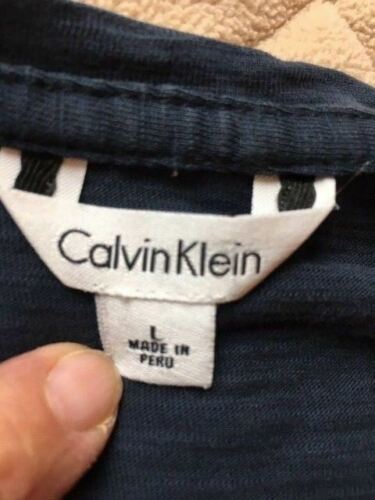 Calvin Klein
L
MADE IN
PERU